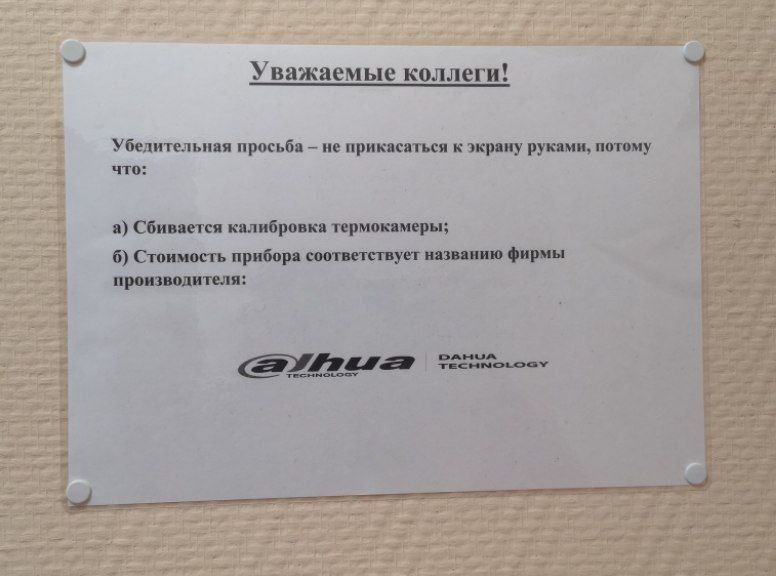 Уважаемые коллеги!
Убедительная просьба – не прикасаться к экрану руками, потому
что:
а) Сбивается калибровка термокамеры;
б) Стоимость прибора соответствует названию фирмы
производителя:
alhua
TECHNOLOGY
DAHUA
TECHNOLOGY